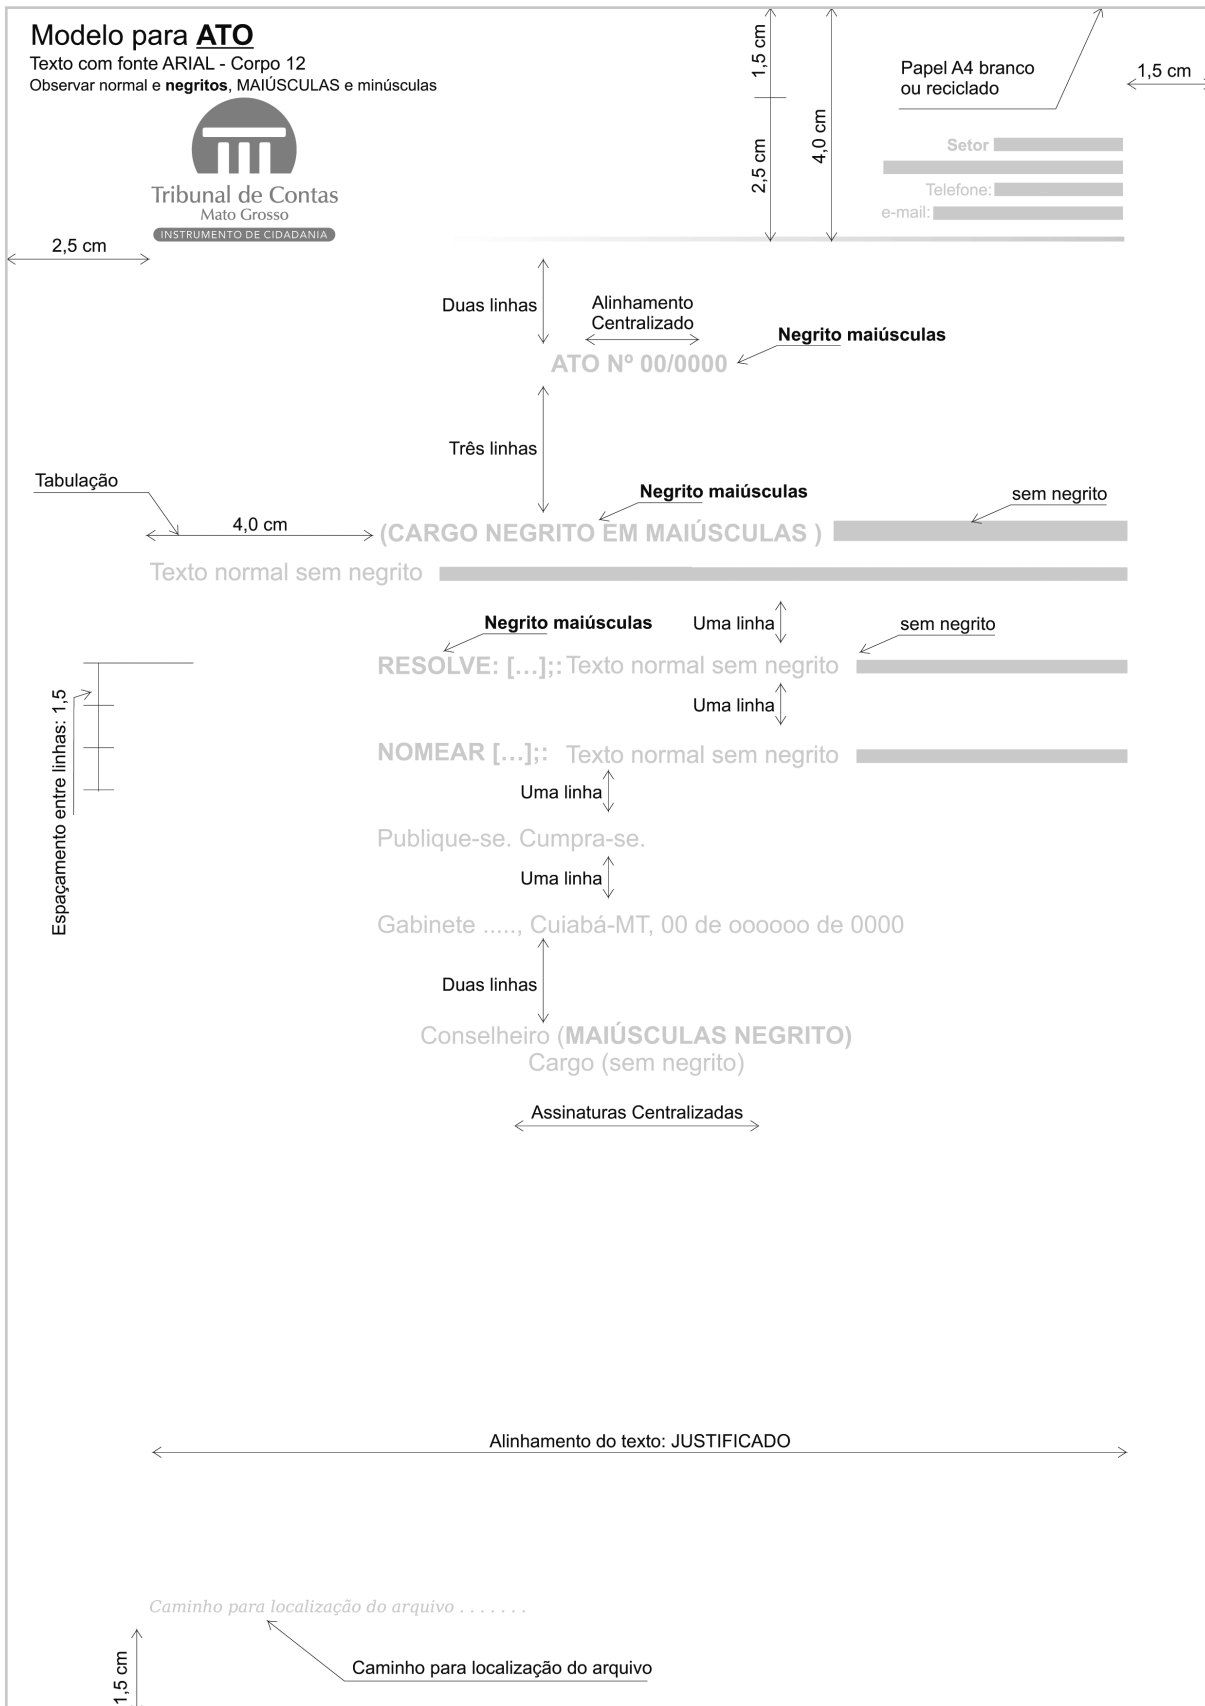 Modelo para ATO
Texto com fonte ARIAL - Corpo 12
Observar normal e negritos, MAIÚSCULAS e minúsculas
1,5 cm
2,5 cm
4,0 cm
Papel A4 branco
ou reciclado
1,5 cm
Tribunal de Contas
Mato Grosso
INSTRUMENTO DE CIDADANIA
Setor
Telefone:
e-mail:
2,5 cm
Duas linhas
Alinhamento
Centralizado
Negrito maiúsculas
ATO Nº 00/0000
Três linhas
Tabulação
Negrito maiúsculas
sem negrito
4,0 cm
(CARGO NEGRITO EM MAIÚSCULAS )
Texto normal sem negrito
Negrito maiúsculas
Uma linha
sem negrito
RESOLVE: [...];: Texto normal sem negrito
Uma linha
Espaçamento entre linhas: 1,5
NOMEAR [...];: Texto normal sem negrito
Uma linha
Publique-se. Cumpra-se.
Uma linha
Gabinete ....., Cuiabá-MT, 00 de oooooo de 0000
Duas linhas
Conselheiro (MAIÚSCULAS NEGRITO)
Cargo (sem negrito)
Assinaturas Centralizadas
Alinhamento do texto: JUSTIFICADO
Caminho para localização do arquivo . . . . . . .
Caminho para localização do arquivo
1,5 cm